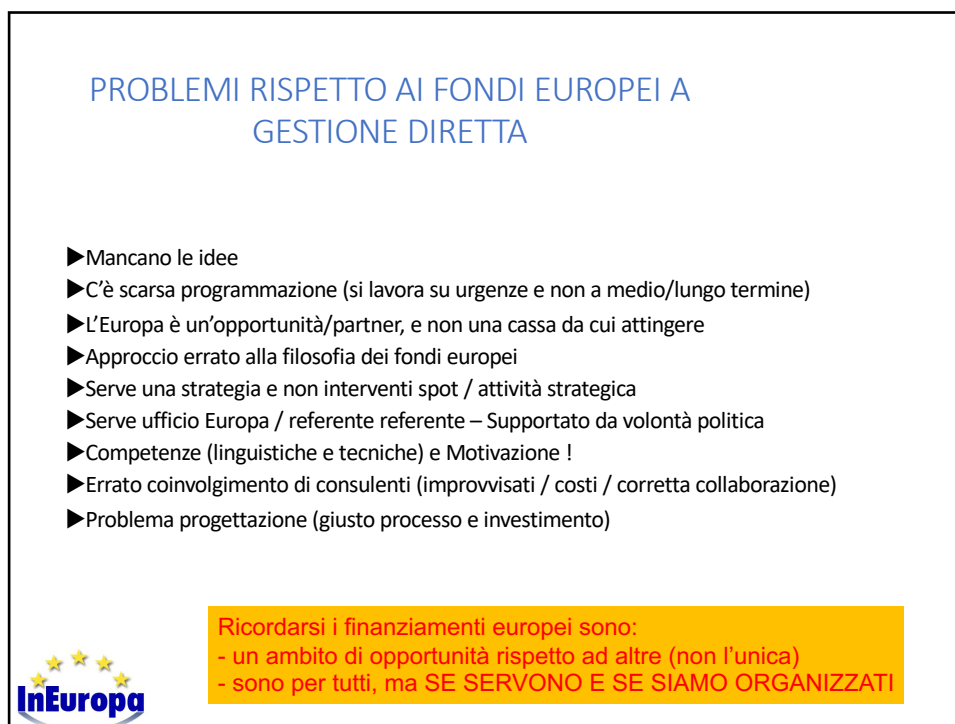 PROBLEMI RISPETTO AI FONDI EUROPEI A
GESTIONE DIRETTA
▶Mancano le idee
▶C'è scarsa programmazione (si lavora su urgenze e non a medio/lungo termine)
▶L'Europa è un'opportunità/partner, e non una cassa da cui attingere
▶Approccio errato alla filosofia dei fondi europei
▶Serve una strategia e non interventi spot / attività strategica
▶Serve ufficio Europa / referente referente – Supportato da volontà politica
▶Competenze (linguistiche e tecniche) e Motivazione !
▶Errato coinvolgimento di consulenti (improvvisati / costi / corretta collaborazione)
▶Problema progettazione (giusto processo e investimento)
Ricordarsi i finanziamenti europei sono:
- un ambito di opportunità rispetto ad altre (non l'unica)
- sono per tutti, ma SE SERVONO E SE SIAMO ORGANIZZATI
InEuropa